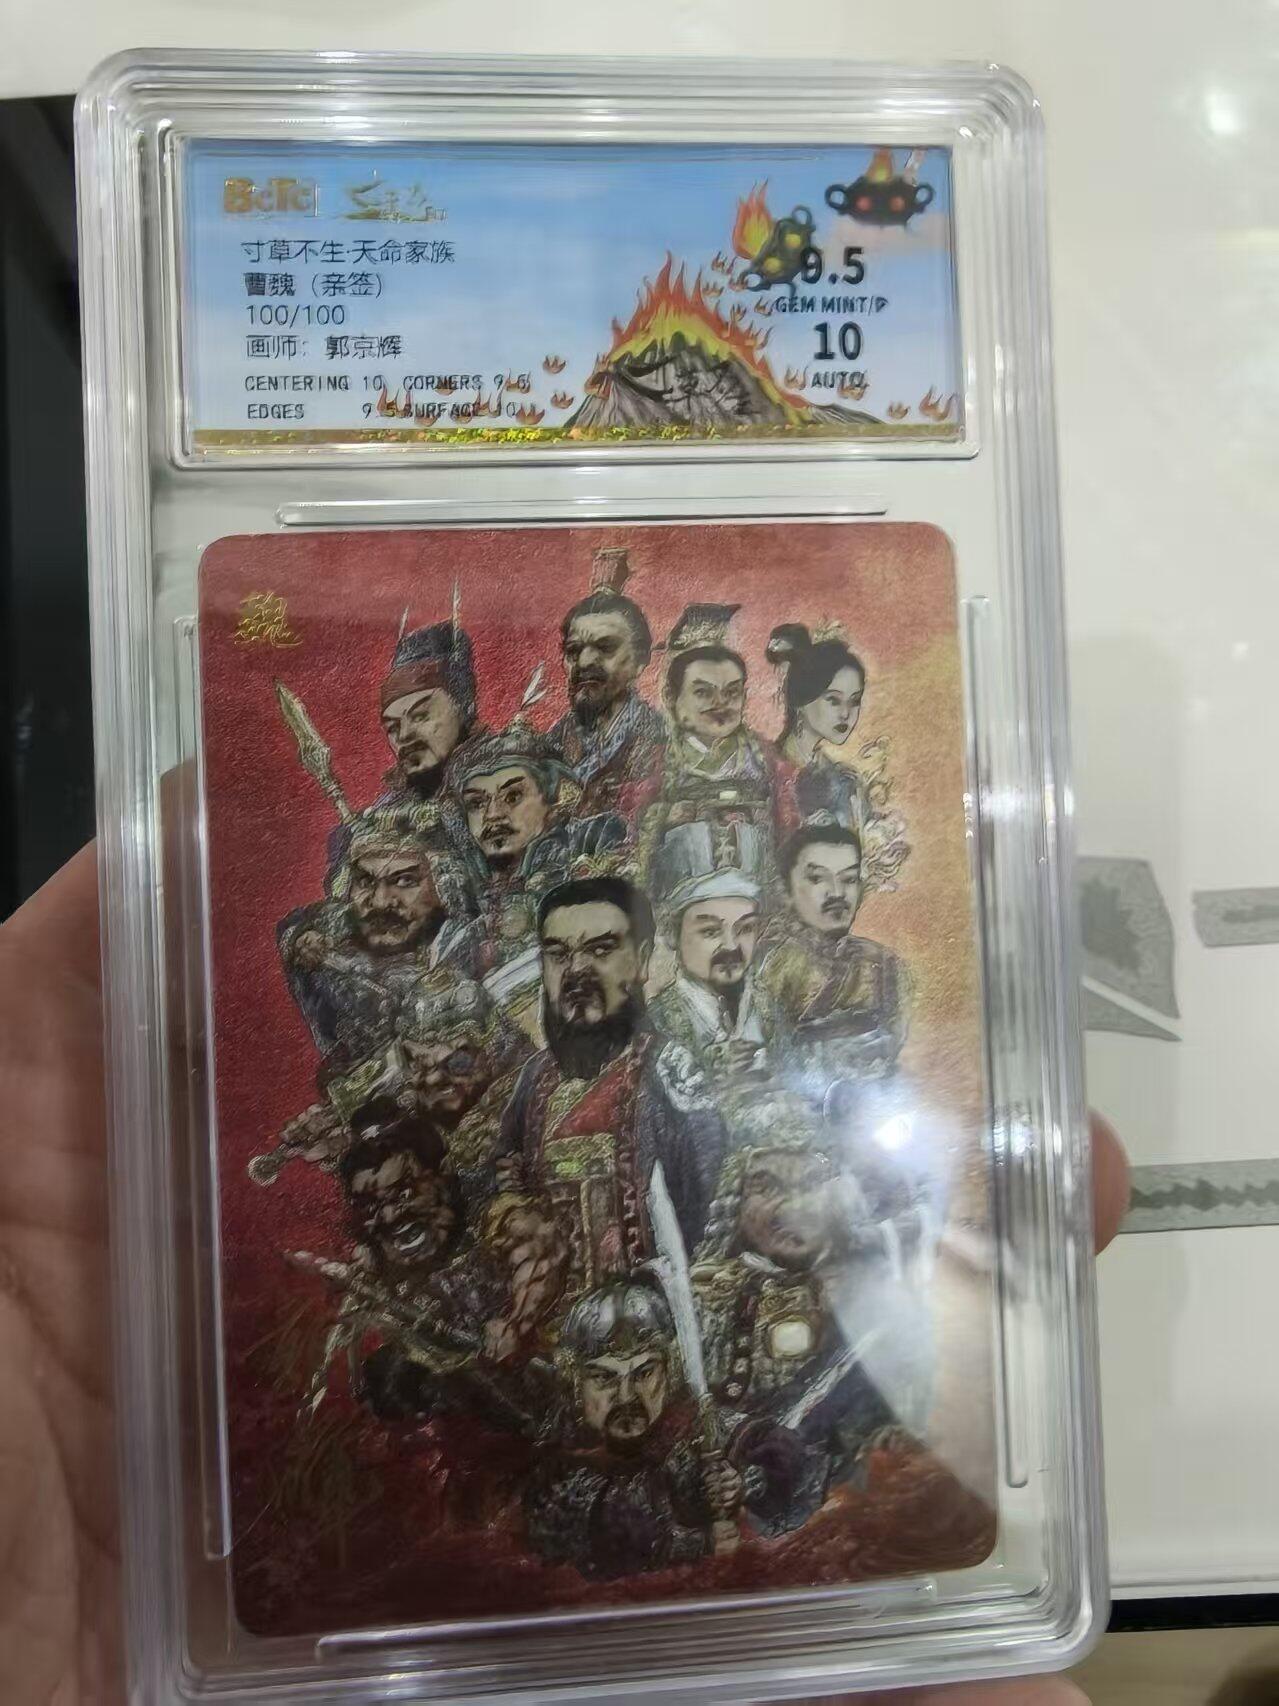 BcTc
寸草不生·天命家族
曹魏（亲签）
100/100
画师：郭京辉
CENTERING 10 CORNERS 9.5
EDGES 9.5 SURFACE 10
9.5
GEM MINT/P
10
AUTO
魏